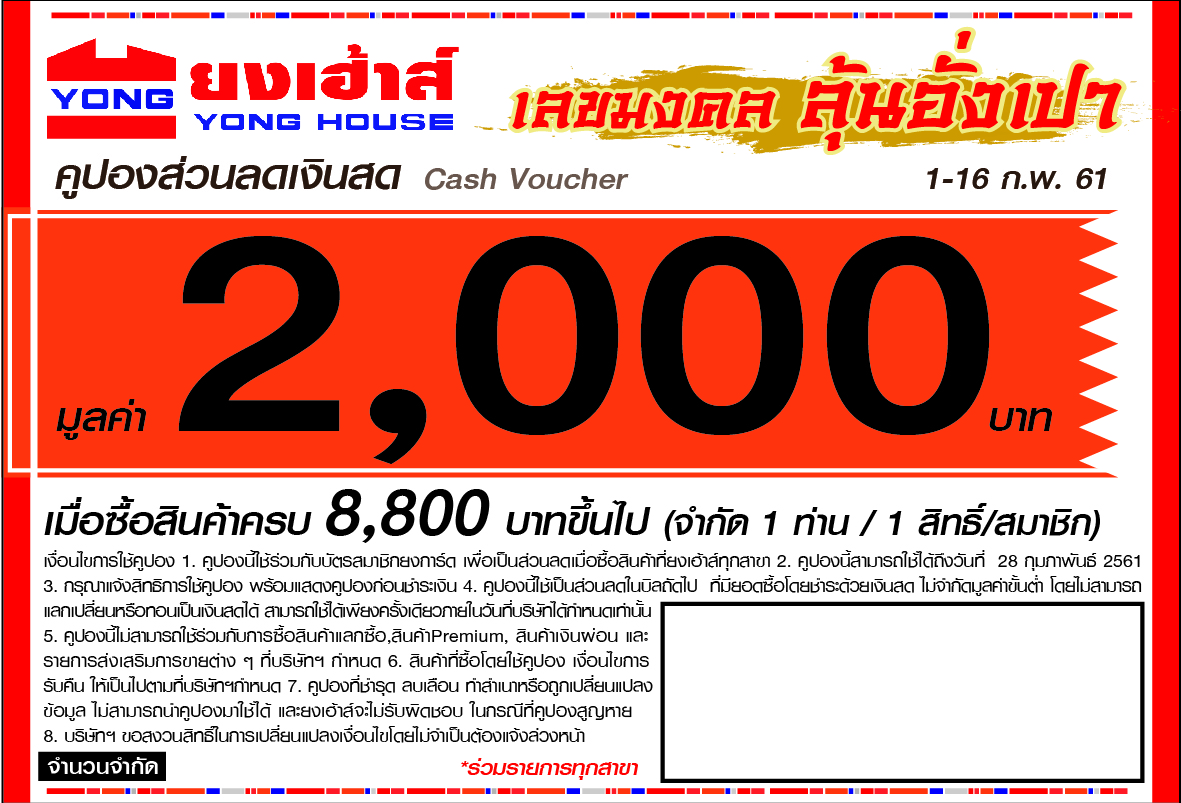 YONG ยงเฮ้าส์
YONG HOUSE
เลขมงคล ลุ้นอั่งเปา
คูปองส่วนลดเงินสด Cash Voucher 1-16 ก.พ. 61
มูลค่า 2,000 บาท
เมื่อซื้อสินค้าครบ 8,800 บาทขึ้นไป (จำกัด 1 ท่าน / 1 สิทธิ์/สมาชิก)
เงื่อนไขการใช้คูปอง 1. คูปองนี้ใช้ร่วมกับบัตรสมาชิกยงการ์ด เพื่อเป็นส่วนลดเมื่อซื้อสินค้าที่ยงเฮ้าส์ทุกสาขา 2. คูปองนี้สามารถใช้ได้ถึงวันที่ 28 กุมภาพันธ์ 2561
3. กรุณาแจ้งสิทธิการใช้คูปอง พร้อมแสดงคูปองก่อนชำระเงิน 4. คูปองนี้ใช้เป็นส่วนลดในบิลถัดไป ที่มียอดซื้อโดยชำระด้วยเงินสด ไม่จำกัดมูลค่าขั้นต่ำ โดยไม่สามารถ
แลกเปลี่ยนหรือทอนเป็นเงินสดได้ สามารถใช้ได้เพียงครั้งเดียวภายในวันที่บริษัทได้กำหนดเท่านั้น
5. คูปองนี้ไม่สามารถใช้ร่วมกับการซื้อสินค้าแลกซื้อ,สินค้าPremium, สินค้าเงินผ่อน และ
รายการส่งเสริมการขายต่าง ๆ ที่บริษัทฯ กำหนด 6. สินค้าที่ซื้อโดยใช้คูปอง เงื่อนไขการ
รับคืน ให้เป็นไปตามที่บริษัทฯกำหนด 7. คูปองที่ชำรุด ลบเลือน ทำสำเนาหรือถูกเปลี่ยนแปลง
ข้อมูล ไม่สามารถนำคูปองมาใช้ได้ และยงเฮ้าส์จะไม่รับผิดชอบ ในกรณีที่คูปองสูญหาย
8. บริษัทฯ ขอสงวนสิทธิ์ในการเปลี่ยนแปลงเงื่อนไขโดยไม่จำเป็นต้องแจ้งล่วงหน้า
จำนวนจำกัด *ร่วมรายการทุกสาขา